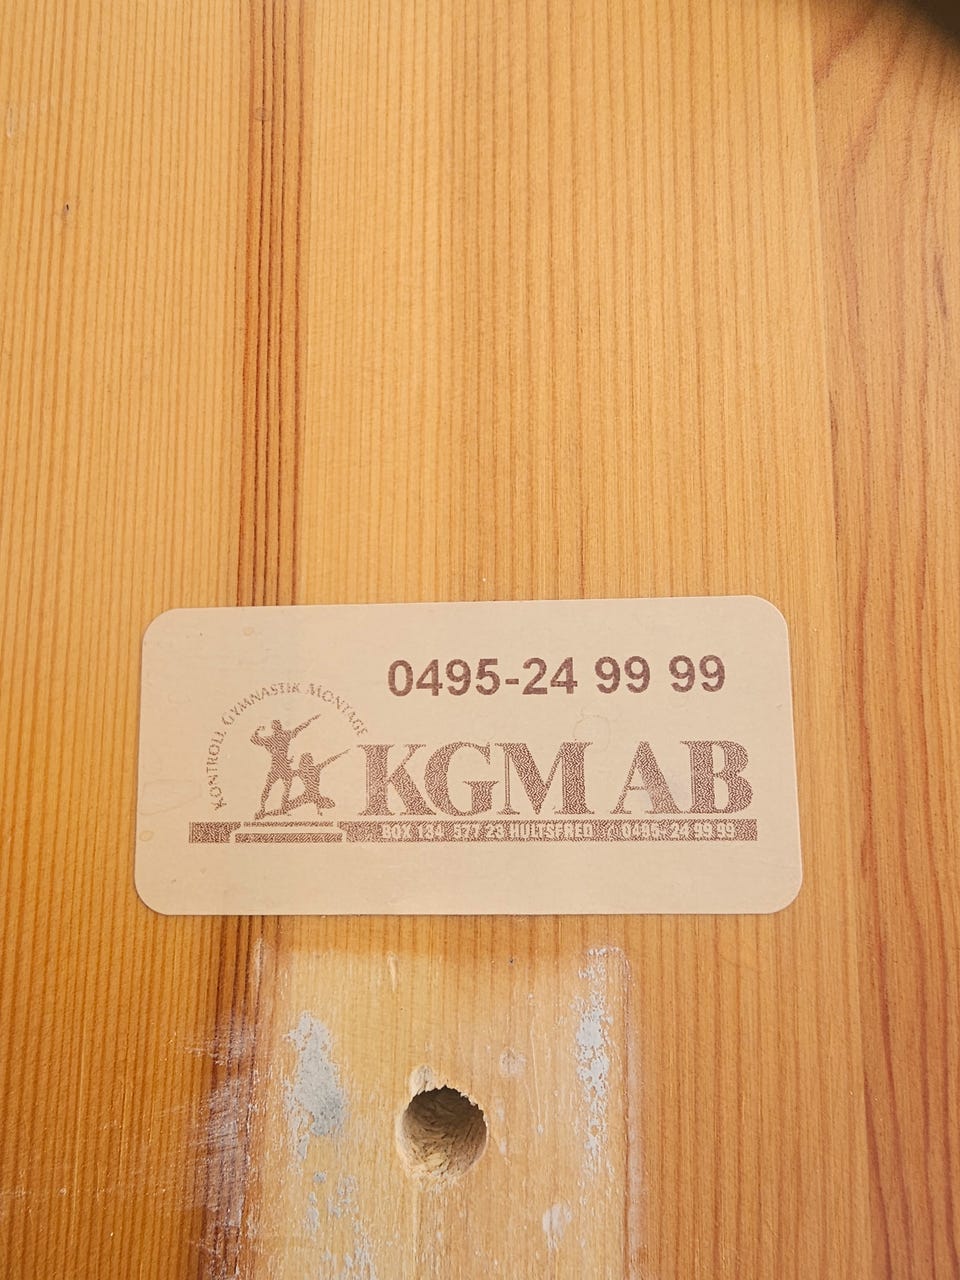 0495-24 99 99
KONTROLL GYMNASTIK MONTAGE
KGM AB
BOX 134 577 23 HULTSFRED 0495- 24 99 99